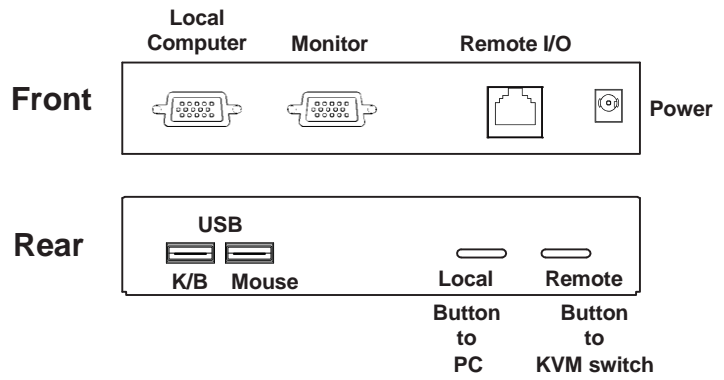 Local
Computer
Monitor
Remote I/O
Front
Power
Rear
USB
K/B
Mouse
Local
Remote
Button
to
PC
Button
to
KVM switch